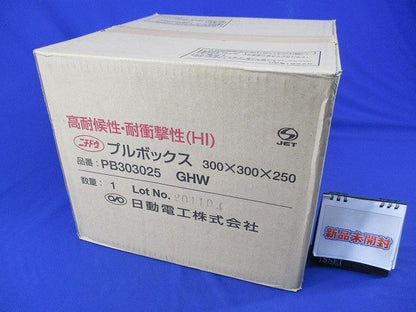 高耐候性・耐衝撃性(HI)
ニチドウ プルボックス 300×300×250
品番: PB303025 GHW
数量: 1 Lot No. 201104
日動電工株式会社
JET
新品未開封